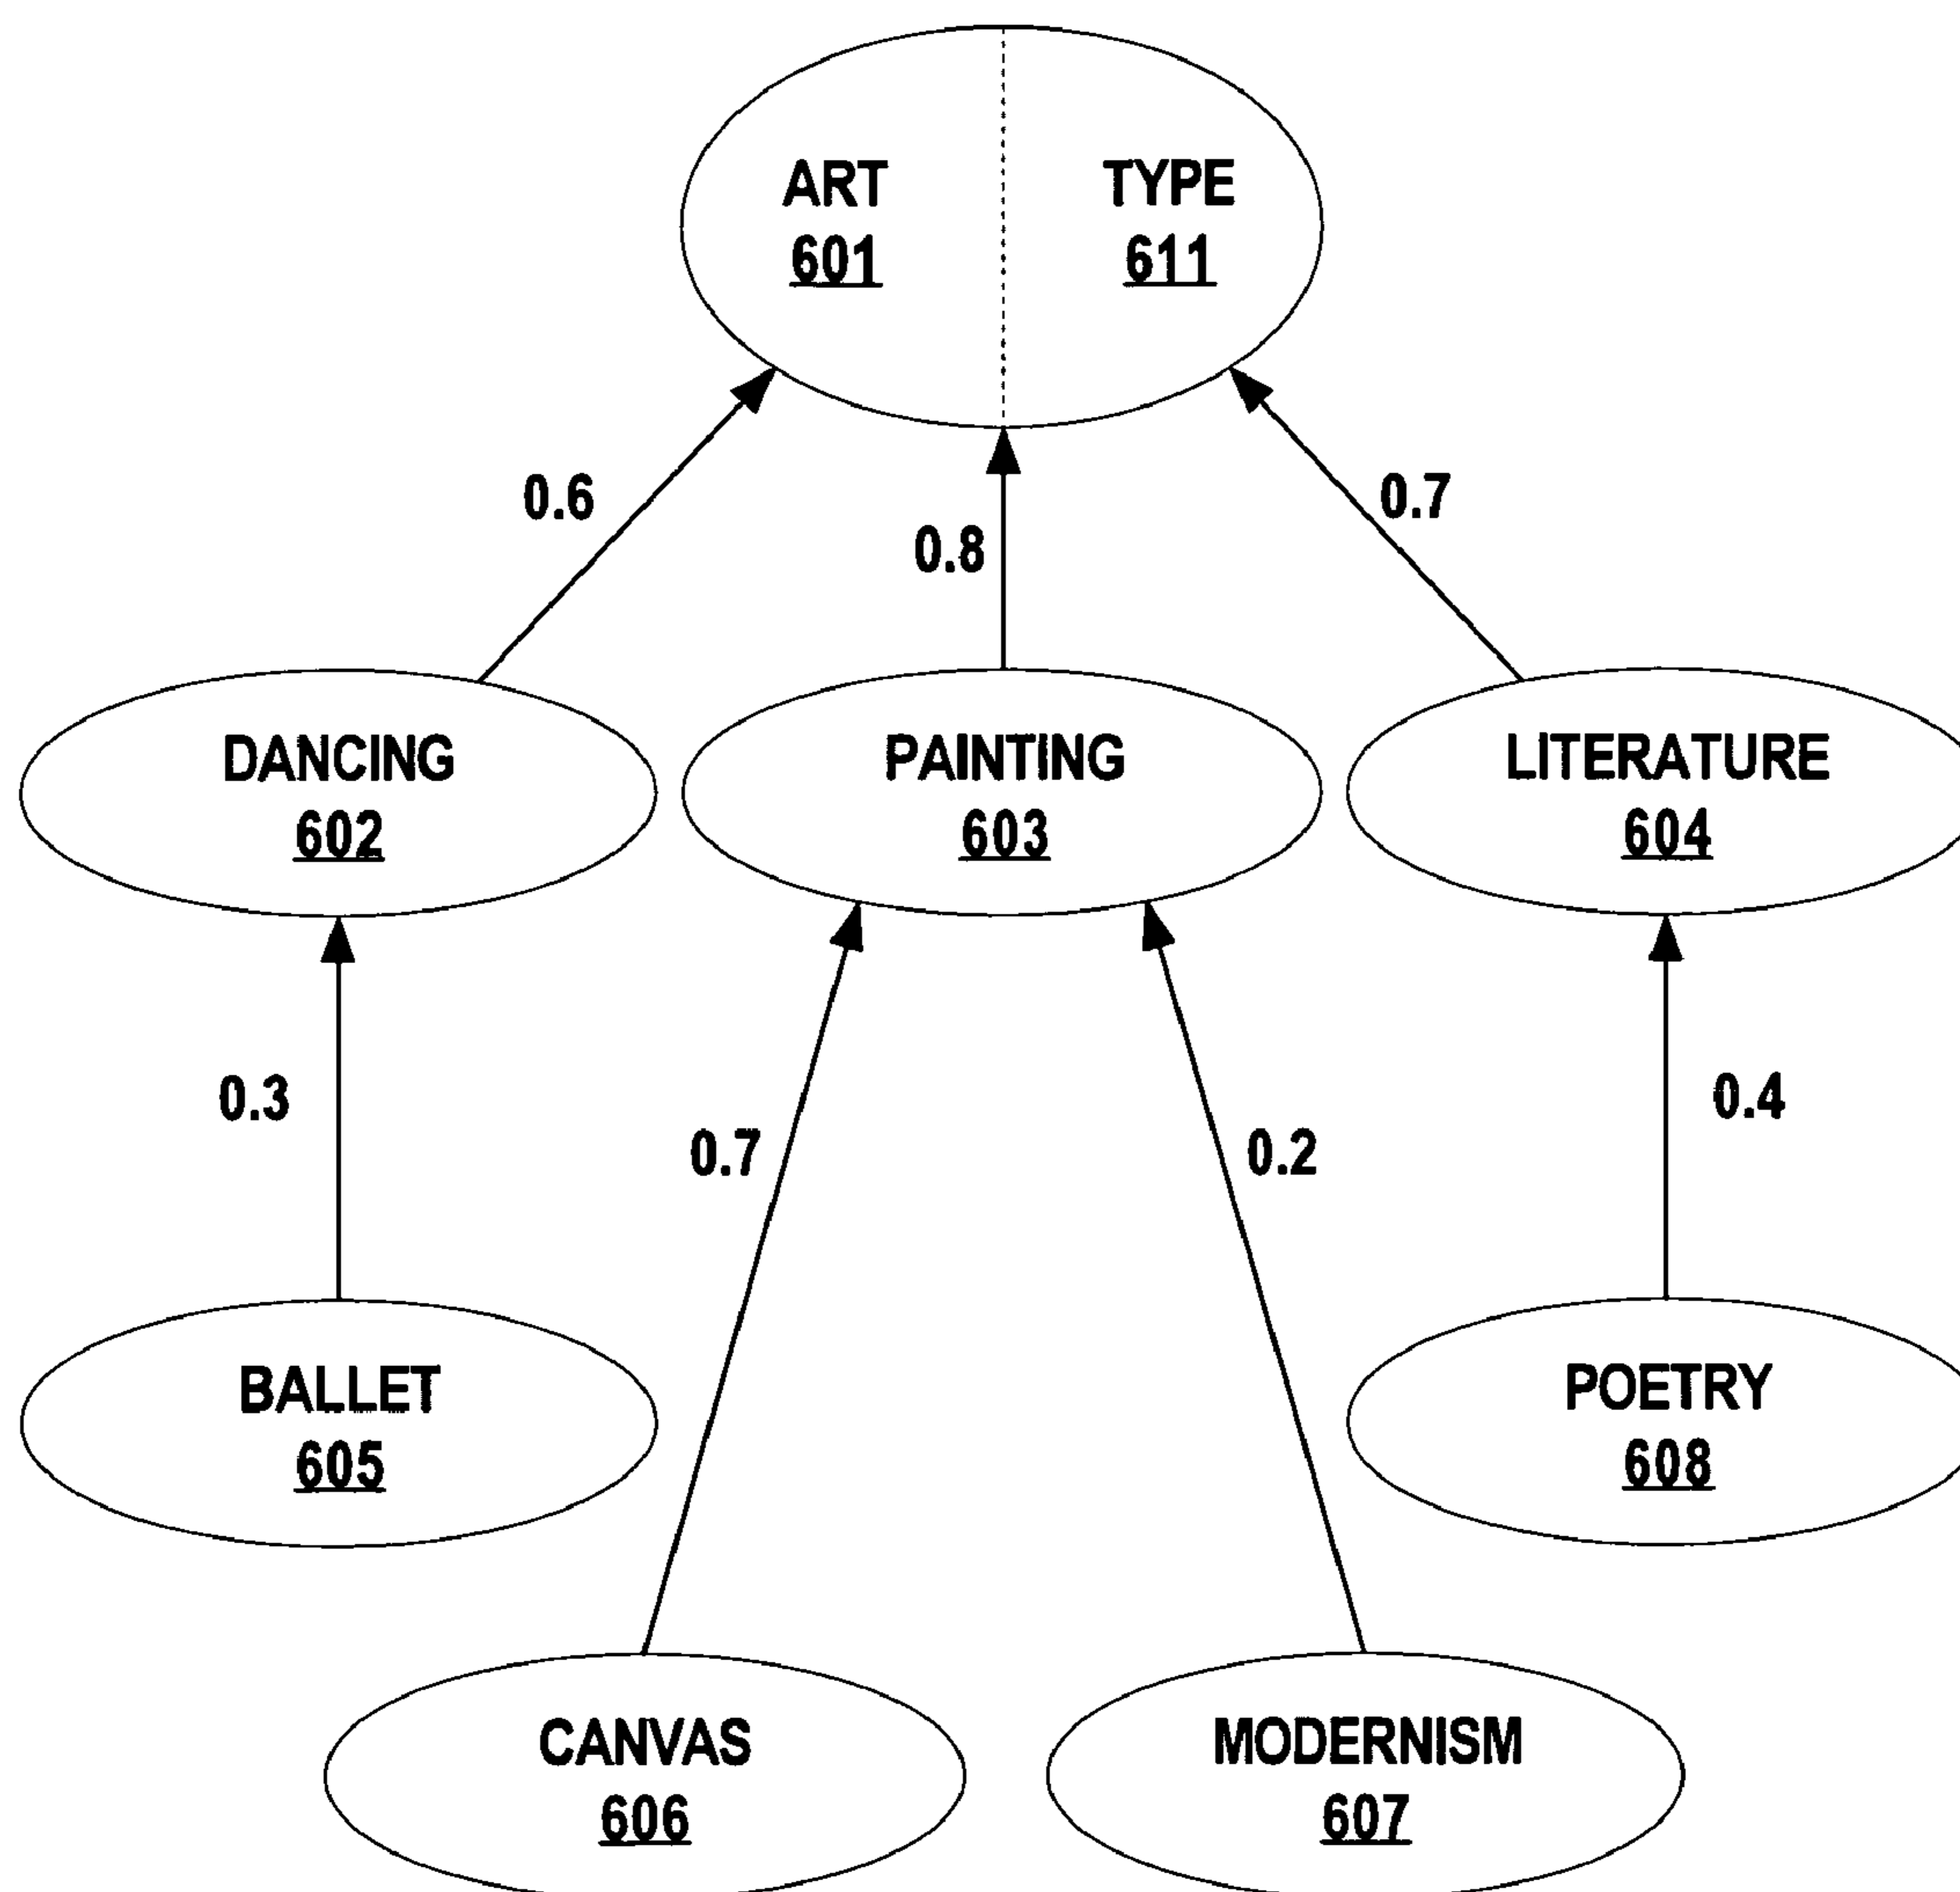 ART
601
TYPE
611
0.6
0.8
0.7
DANCING
602
PAINTING
603
LITERATURE
604
0.3
0.7
0.2
0.4
BALLET
605
POETRY
608
CANVAS
606
MODERNISM
607